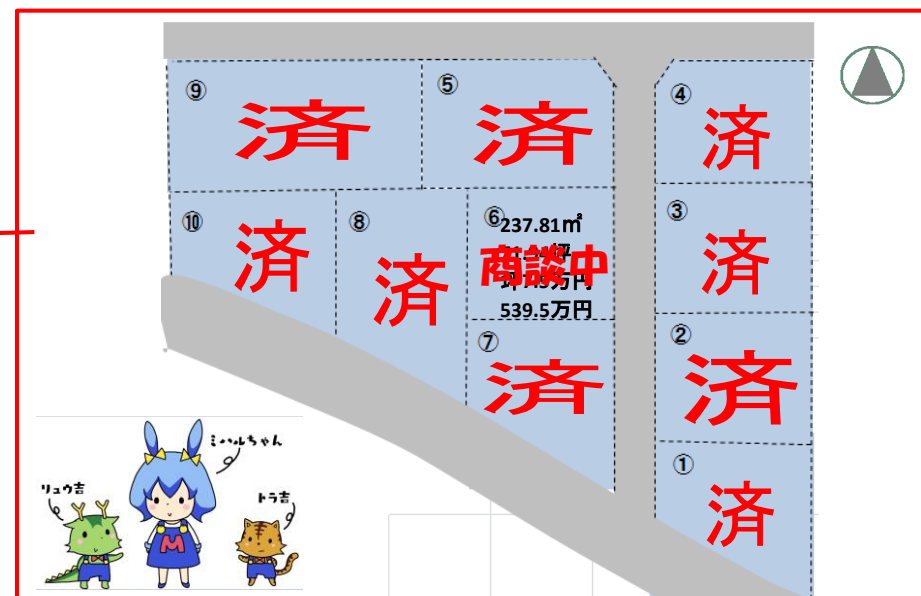 ⑨
済
⑤
済
④
済
⑩
済
⑧
済
⑥
237.81㎡
商談中
539.5万円
③
済
⑦
済
②
済
①
済
ミハルちゃん
リュウ吉
トラ吉
M